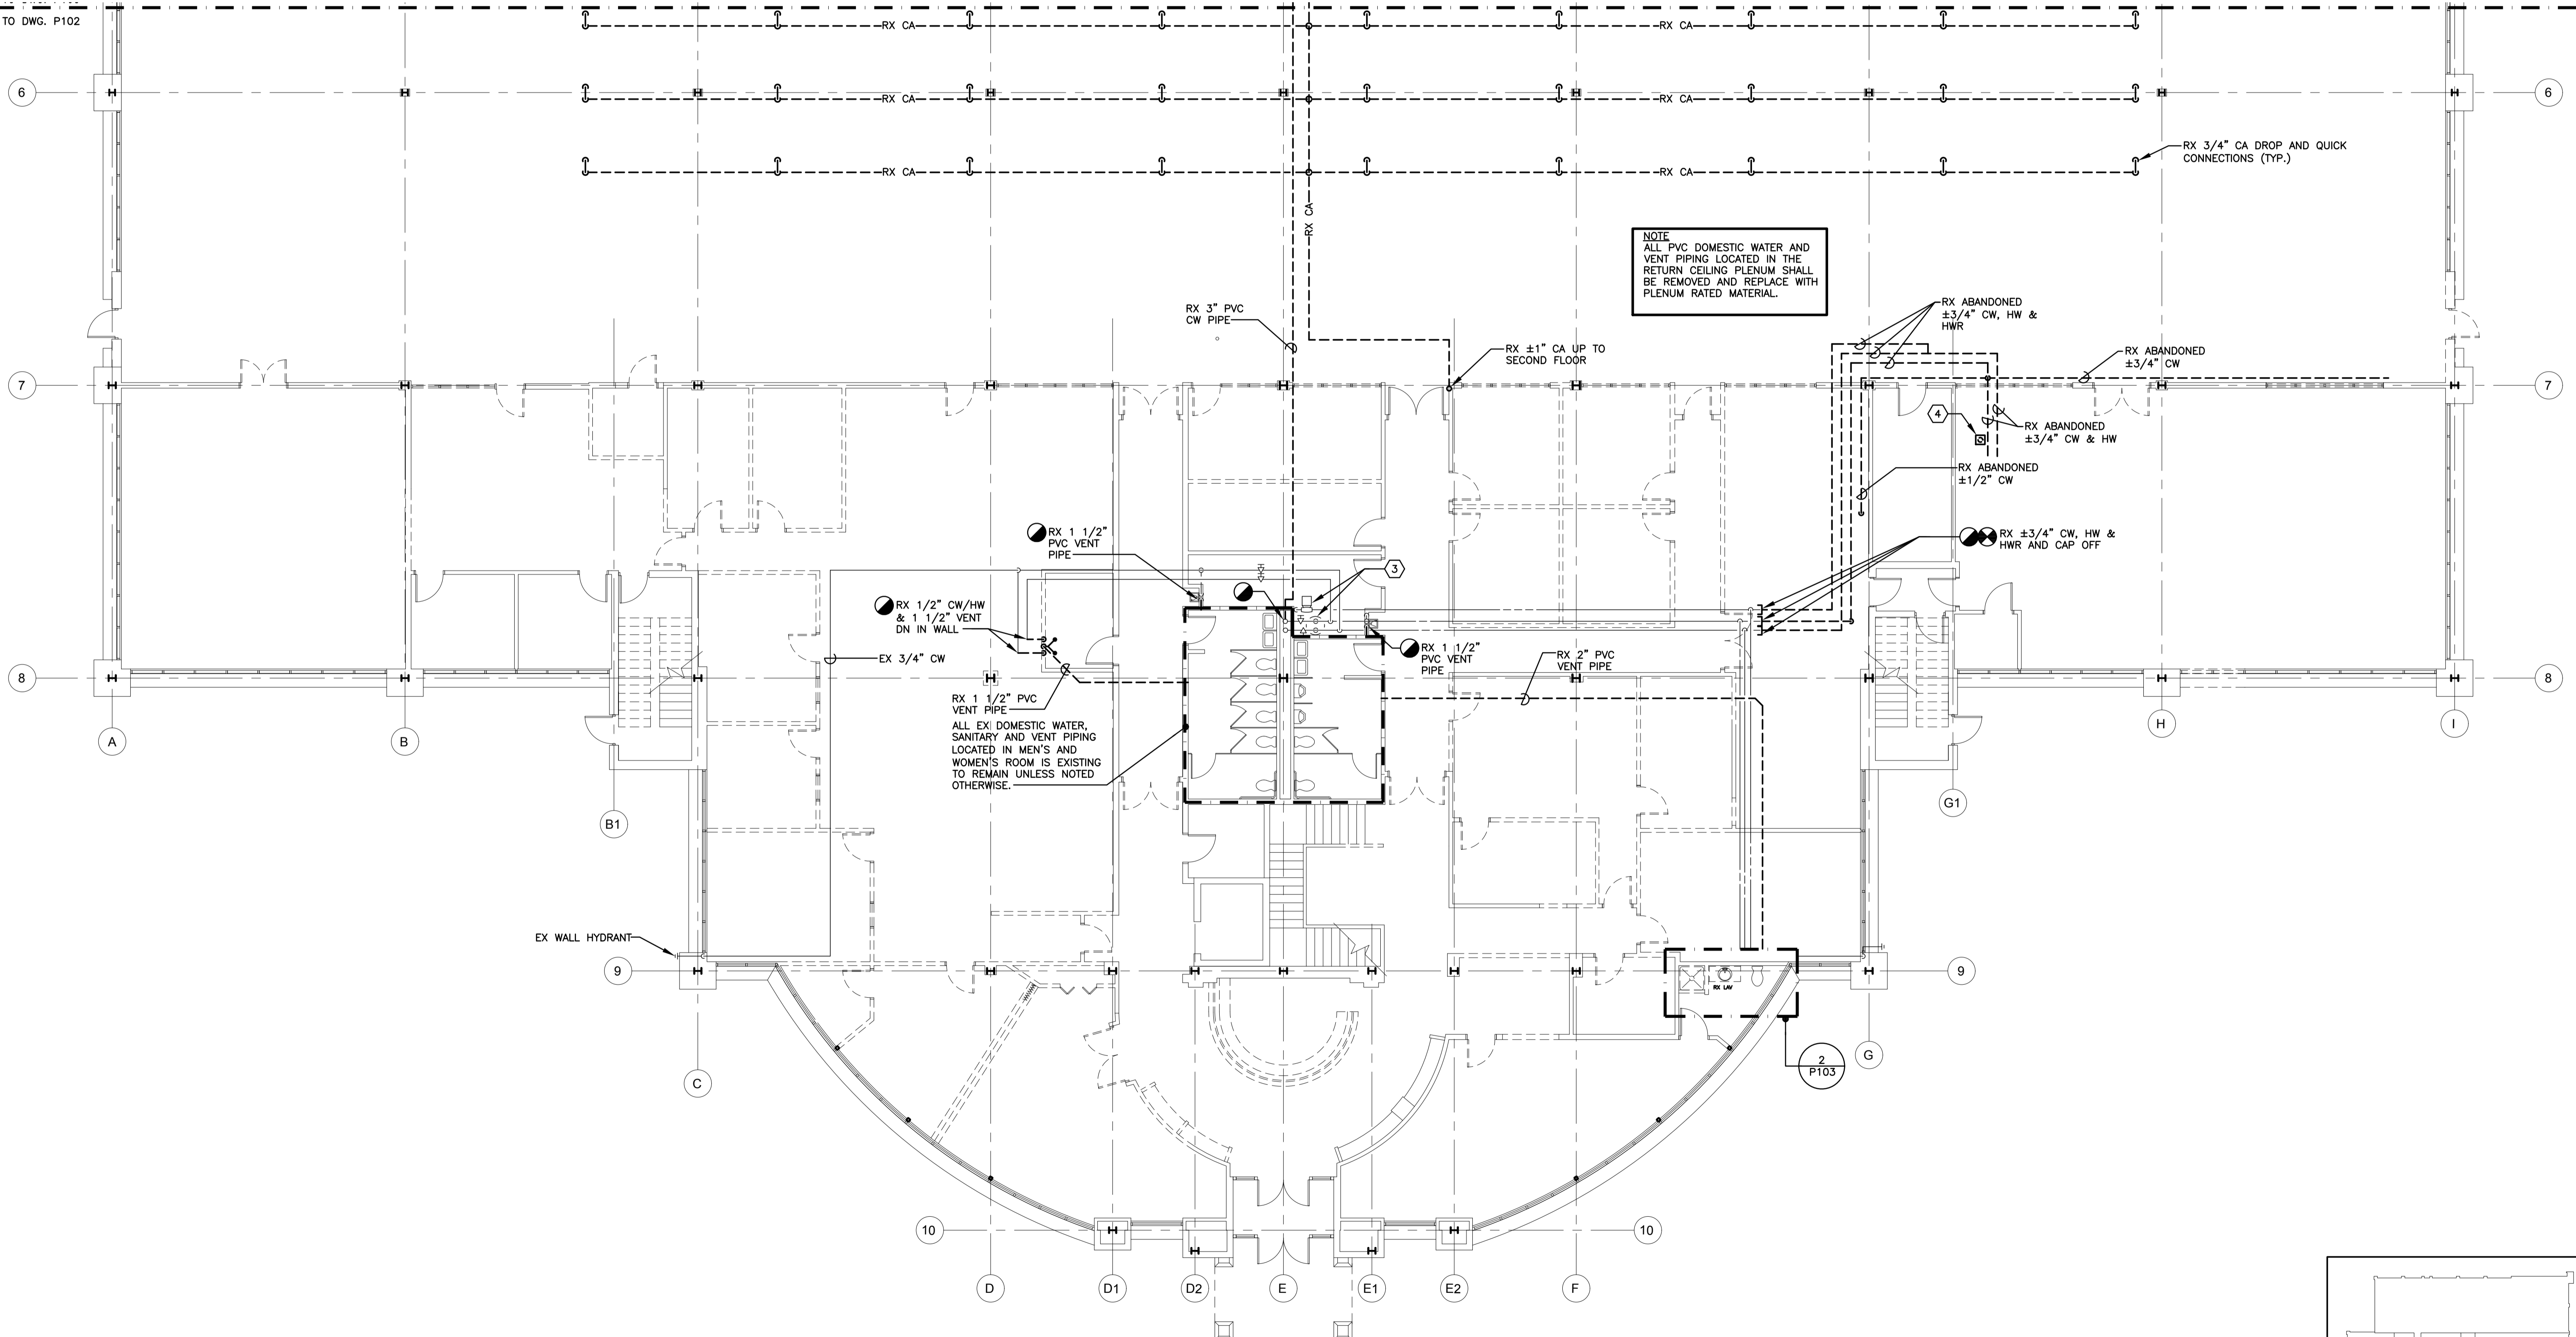 TO DWG. P102
RX CA
RX CA
6
RX CA
RX CA
6
RX CA
RX CA
RX 3/4" CA DROP AND QUICK
CONNECTIONS (TYP.)
RX CA
NOTE
ALL PVC DOMESTIC WATER AND
VENT PIPING LOCATED IN THE
RETURN CEILING PLENUM SHALL
BE REMOVED AND REPLACE WITH
PLENUM RATED MATERIAL.
RX 3" PVC
CW PIPE
RX ABANDONED
±3/4" CW, HW &
HWR
RX ±1" CA UP TO
SECOND FLOOR
RX ABANDONED
±3/4" CW
7
7
4
RX ABANDONED
±3/4" CW & HW
RX ABANDONED
±1/2" CW
RX 1 1/2"
PVC VENT
PIPE
RX ±3/4" CW, HW &
HWR AND CAP OFF
3
RX 1/2" CW/HW
& 1 1/2" VENT
DN IN WALL
EX 3/4" CW
RX 1 1/2"
PVC VENT
PIPE
RX 2" PVC
VENT PIPE
8
8
RX 1 1/2" PVC
VENT PIPE
ALL EX DOMESTIC WATER,
SANITARY AND VENT PIPING
LOCATED IN MEN'S AND
WOMEN'S ROOM IS EXISTING
TO REMAIN UNLESS NOTED
OTHERWISE.
A
B
H
I
B1
G1
EX WALL HYDRANT
9
9
RX LAV
2
P103
C
G
10
10
D
D1
D2
E
E1
E2
F